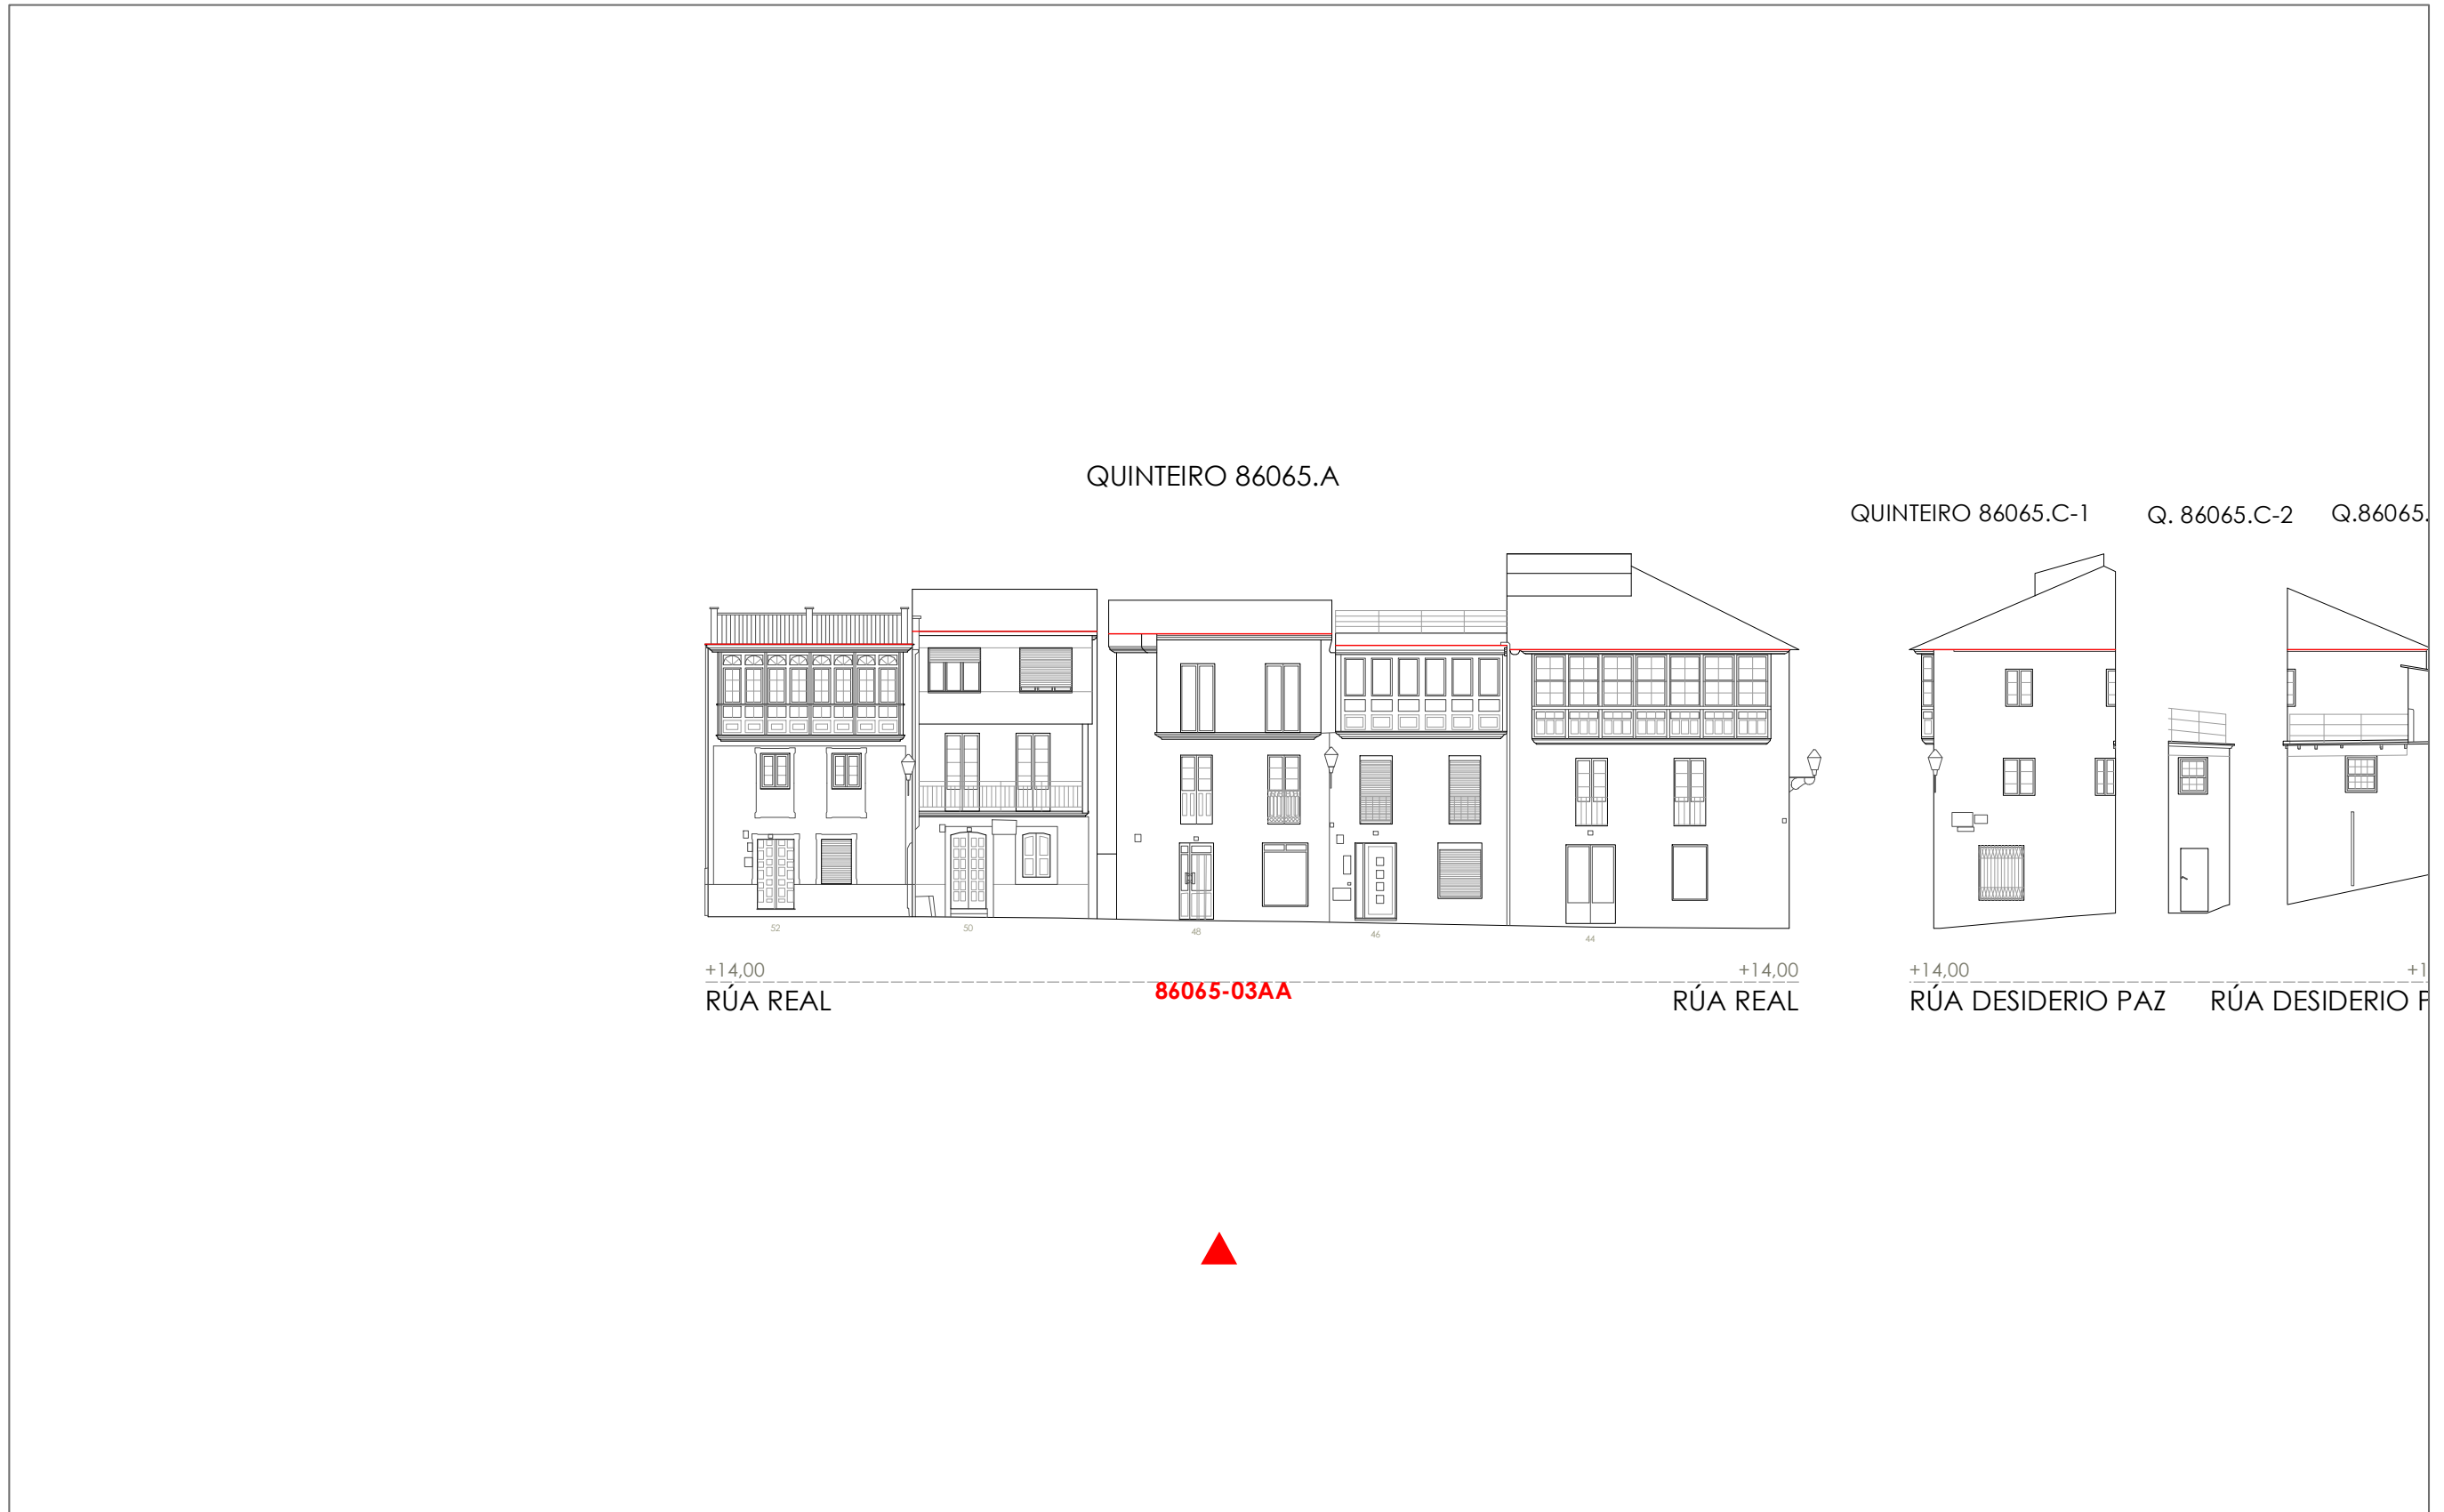 QUINTEIRO 86065.A
QUINTEIRO 86065.C-1
Q. 86065.C-2
Q.86065.
52
50
48
46
44
+14,00
+14,00
+14,00
+1
RÚA REAL
86065-03AA
RÚA REAL
RÚA DESIDERIO PAZ
RÚA DESIDERIO